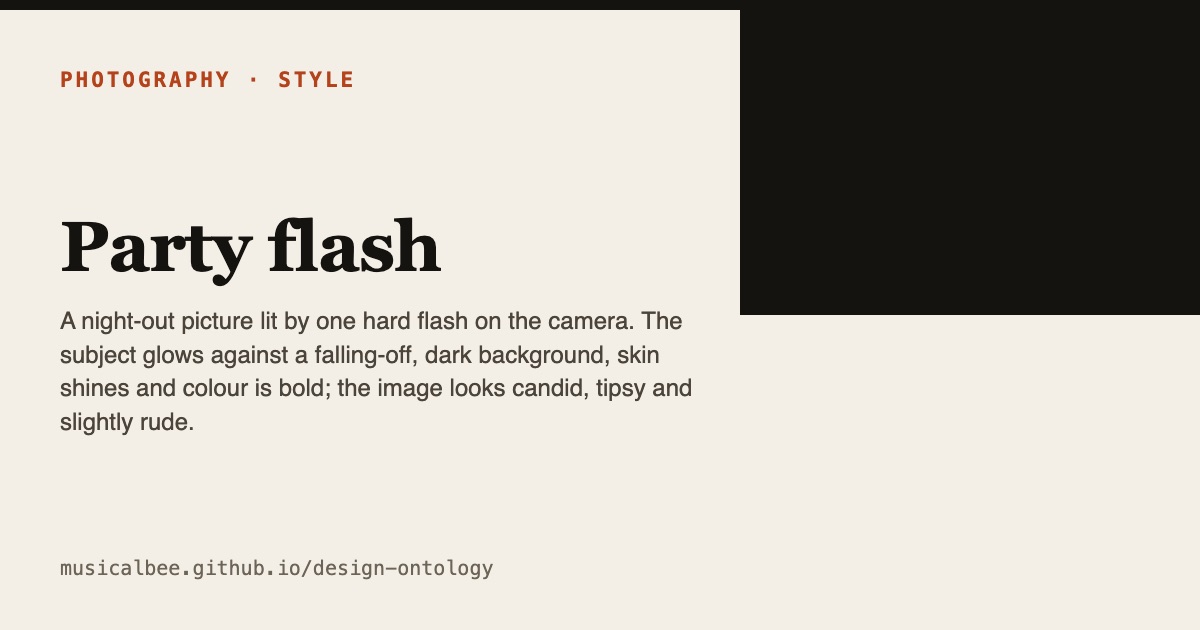 PHOTOGRAPHY · STYLE
Party flash
A night-out picture lit by one hard flash on the camera. The
subject glows against a falling-off, dark background, skin
shines and colour is bold; the image looks candid, tipsy and
slightly rude.
musicalbee.github.io/design-ontology